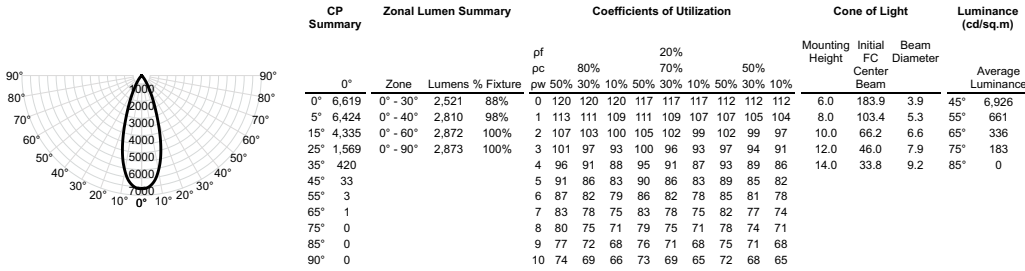 CP Summary Zonal Lumen Summary Coefficients of Utilization Cone of Light Luminance (cd/sq.m)
90° 90°
80° 80°
70° 70°
60° 60°
50° 50°
40° 40°
30° 30°
20° 10° 0° 10° 20°
1000
2000
3000
4000
5000
6000
7000
0°
0° 6,619
5° 6,424
15° 4,335
25° 1,569
35° 420
45° 33
55° 3
65° 1
75° 0
85° 0
90° 0
Zone Lumens % Fixture
0° - 30° 2,521 88%
0° - 40° 2,810 98%
0° - 60° 2,872 100%
0° - 90° 2,873 100%
ρf 20%
ρc 80% 70% 50%
ρw 50% 30% 10% 50% 30% 10% 50% 30% 10%
0 120 120 120 117 117 117 112 112 112
1 113 111 109 111 109 107 107 105 104
2 107 103 100 105 102 99 102 99 97
3 101 97 93 100 96 93 97 94 91
4 96 91 88 95 91 87 93 89 86
5 91 86 83 90 86 83 89 85 82
6 87 82 79 86 82 78 85 81 78
7 83 78 75 83 78 75 82 77 74
8 80 75 71 79 75 71 78 74 71
9 77 72 68 76 71 68 75 71 68
10 74 69 66 73 69 65 72 68 65
Mounting Height Initial FC Center Beam Beam Diameter
6.0 183.9 3.9
8.0 103.4 5.3
10.0 66.2 6.6
12.0 46.0 7.9
14.0 33.8 9.2
Average Luminance
45° 6,926
55° 661
65° 336
75° 183
85° 0